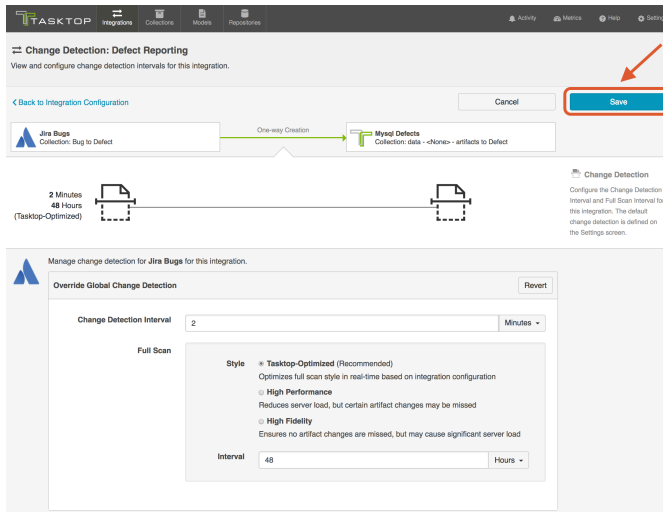 TASKTOP
Integrations
Collections
Models
Repositories
Activity
Metrics
Help
Change Detection: Defect Reporting
View and configure change detection intervals for this integration.
Back to Integration Configuration
Cancel
Save
Jira Bugs
Collection: Bug to Defect
One-way Creation
Mysql Defects
Collection: data - <None> - artifacts to Defect
2 Minutes
48 Hours
(Tasktop-Optimized)
Change Detection
Configure the Change Detection
Interval and Full Scan Interval for
this integration. The default
change detection is defined on
the Settings screen.
Manage change detection for Jira Bugs for this integration.
Override Global Change Detection
Revert
Change Detection Interval
2
Minutes
Full Scan
Style
Tasktop-Optimized (Recommended)
Optimizes full scan style in real-time based on integration configuration
High Performance
Reduces server load, but certain artifact changes may be missed
High Fidelity
Ensures no artifact changes are missed, but may cause significant server load
Interval
48
Hours